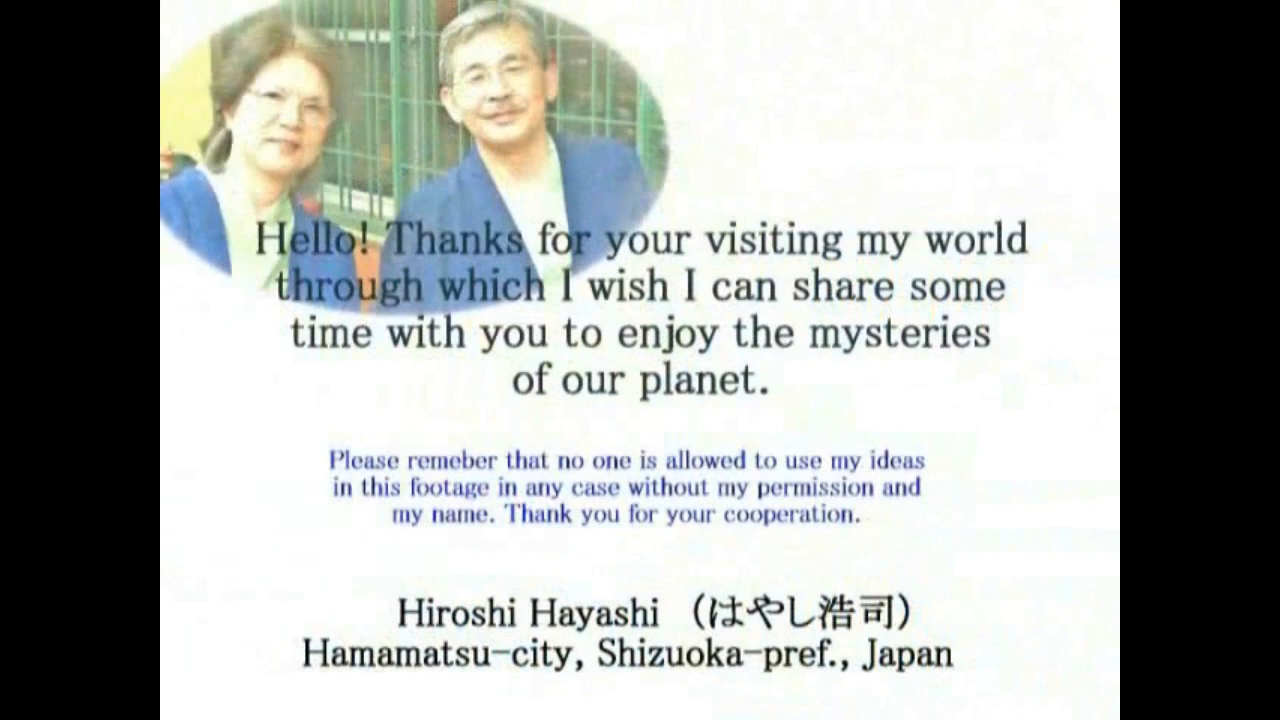 Hello! Thanks for your visiting my world
through which I wish I can share some
time with you to enjoy the mysteries
of our planet.
Please remeber that no one is allowed to use my ideas
in this footage in any case without my permission and
my name. Thank you for your cooperation.
Hiroshi Hayashi （はやし浩司）
Hamamatsu-city, Shizuoka-pref., Japan